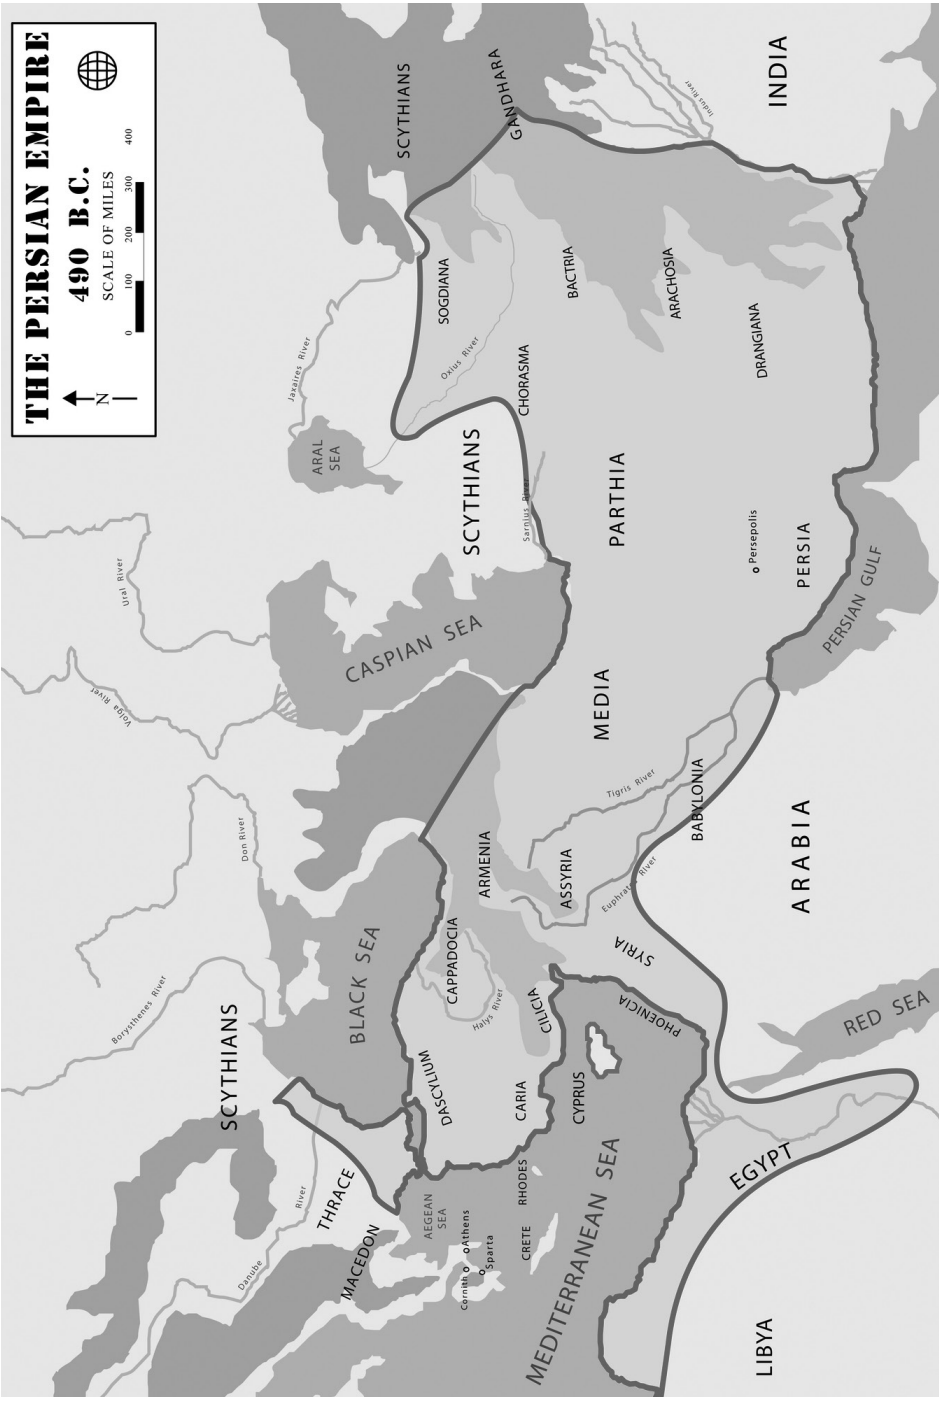 THE PERSIAN EMPIRE
490 B.C.
SCALE OF MILES
0 100 200 300 400
N
SCYTHIANS
Borysthenes River
Don River
Volga River
Ural River
ARAL
SEA
Jaxaires River
SCYTHIANS
GANDHARA
Danube
River
THRACE
MACEDON
BLACK SEA
CASPIAN SEA
SCYTHIANS
Oxius River
SOGDIANA
AEGEAN
SEA
DASCYLIUM
CAPPADOCIA
Halys River
ARMENIA
Sarnius River
CHORASMA
BACTRIA
Cornith
Athens
Sparta
CARIA
CILICIA
RHODES
CRETE
CYPRUS
ASSYRIA
MEDIA
PARTHIA
ARACHOSIA
Indus River
INDIA
MEDITERRANEAN SEA
PHOENICIA
SYRIA
Euphrates River
Tigris River
BABYLONIA
Persepolis
PERSIA
DRANGIANA
LIBYA
EGYPT
RED SEA
ARABIA
PERSIAN GULF